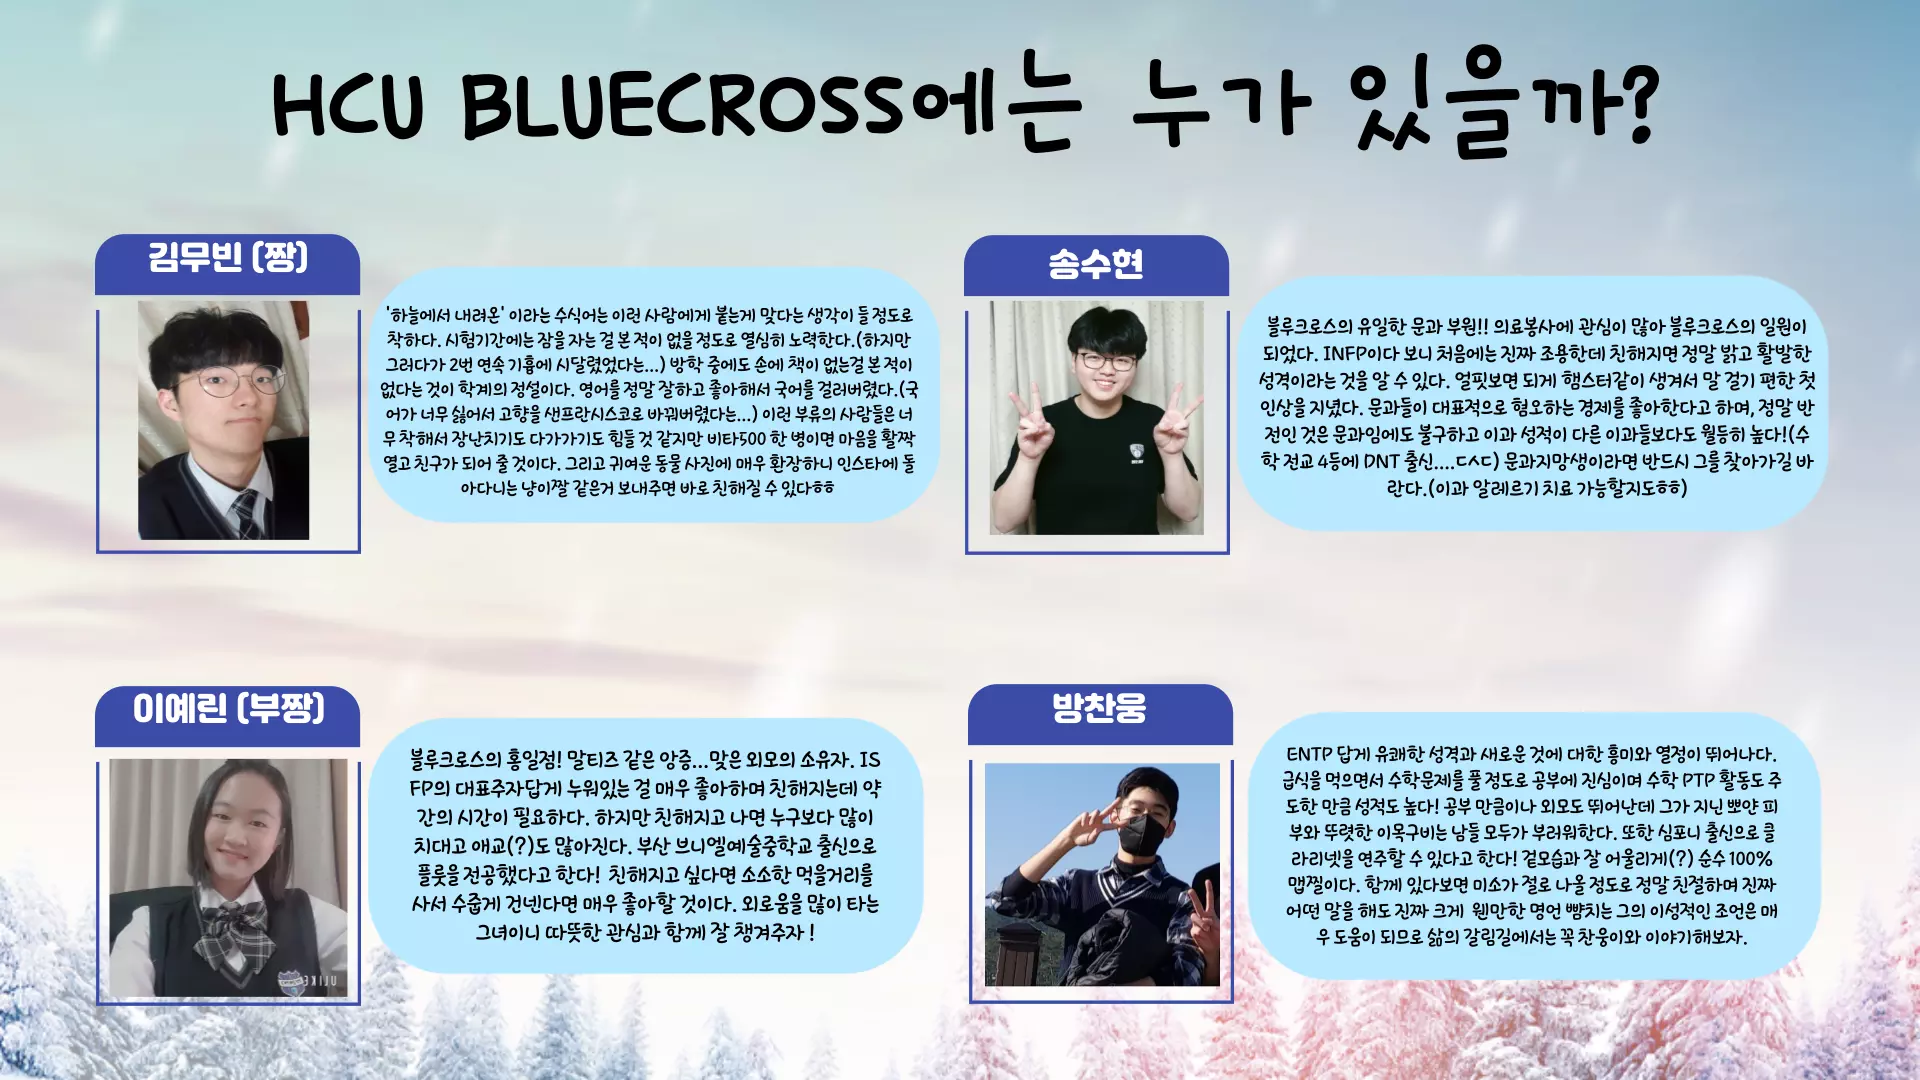 HCU BLUECROSS에는 누가 있을까?
김무빈 (짱)
'하늘에서 내려온' 이라는 수식어는 이런 사람에게 붙는게 맞다는 생각이 들 정도로
착하다. 시험기간에는 잠을 자는 걸 본 적이 없을 정도로 열심히 노력한다.(하지만
그러다가 2번 연속 기흉에 시달렸었다는...) 방학 중에도 손에 책이 없는걸 본 적이
없다는 것이 학계의 정설이다. 영어를 정말 잘하고 좋아해서 국어를 걸러버렸다.(국
어가 너무 싫어서 고향을 샌프란시스코로 바꿔버렸다는...) 이런 부류의 사람들은 너
무 착해서 장난치기도 다가가기도 힘들 것 같지만 비타500 한 병이면 마음을 활짝
열고 친구가 되어 줄 것이다. 그리고 귀여운 동물 사진에 매우 환장하니 인스타에 돌
아다니는 냥이짤 같은거 보내주면 바로 친해질 수 있다ㅎㅎ
송수현
블루크로스의 유일한 문과 부원!! 의료봉사에 관심이 많아 블루크로스의 일원이
되었다. INFP이다 보니 처음에는 진짜 조용한데 친해지면 정말 밝고 활발한
성격이라는 것을 알 수 있다. 얼핏보면 되게 햄스터같이 생겨서 말 걸기 편한 첫
인상을 지녔다. 문과들이 대표적으로 혐오하는 경제를 좋아한다고 하며, 정말 반
전인 것은 문과임에도 불구하고 이과 성적이 다른 이과들보다도 월등히 높다!(수
학 전교 4등에 DNT 출신....ㄷㅅㄷ) 문과지망생이라면 반드시 그를 찾아가길 바
란다.(이과 알레르기 치료 가능할지도ㅎㅎ)
이예린 (부짱)
블루크로스의 홍일점! 말티즈 같은 앙증...맞은 외모의 소유자. IS
FP의 대표주자답게 누워있는 걸 매우 좋아하며 친해지는데 약
간의 시간이 필요하다. 하지만 친해지고 나면 누구보다 많이
치대고 애교(?)도 많아진다. 부산 브니엘예술중학교 출신으로
플룻을 전공했다고 한다! 친해지고 싶다면 소소한 먹을거리를
사서 수줍게 건넨다면 매우 좋아할 것이다. 외로움을 많이 타는
그녀이니 따뜻한 관심과 함께 잘 챙겨주자 !
ULIKE
방찬웅
ENTP 답게 유쾌한 성격과 새로운 것에 대한 흥미와 열정이 뛰어나다.
급식을 먹으면서 수학문제를 풀 정도로 공부에 진심이며 수학 PTP 활동도 주
도한 만큼 성적도 높다! 공부 만큼이나 외모도 뛰어난데 그가 지닌 뽀얀 피
부와 뚜렷한 이목구비는 남들 모두가 부러워한다. 또한 심포니 출신으로 클
라리넷을 연주할 수 있다고 한다! 겉모습과 잘 어울리게(?) 순수 100%
맵찔이다. 함께 있다보면 미소가 절로 나올 정도로 정말 친절하며 진짜
어떤 말을 해도 진짜 크게 웬만한 명언 뺨치는 그의 이성적인 조언은 매
우 도움이 되므로 삶의 갈림길에서는 꼭 찬웅이와 이야기해보자.